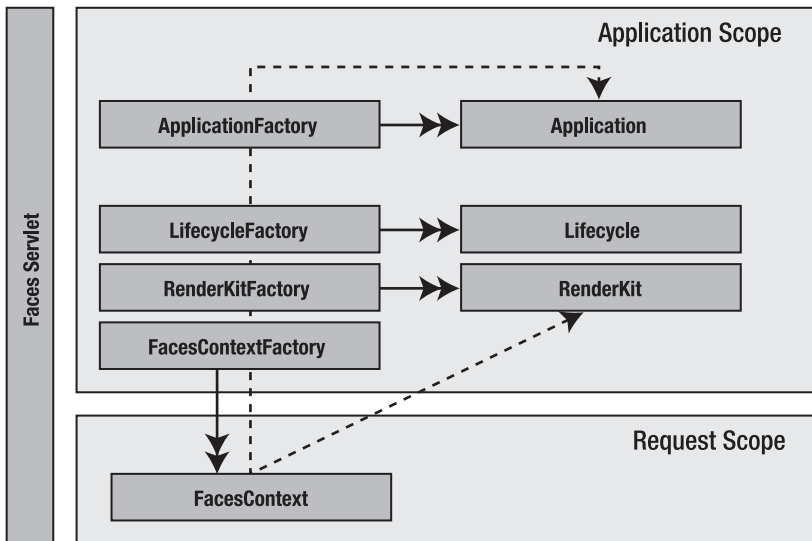 Faces Servlet
Application Scope
ApplicationFactory
Application
LifecycleFactory
Lifecycle
RenderKitFactory
RenderKit
FacesContextFactory
Request Scope
FacesContext